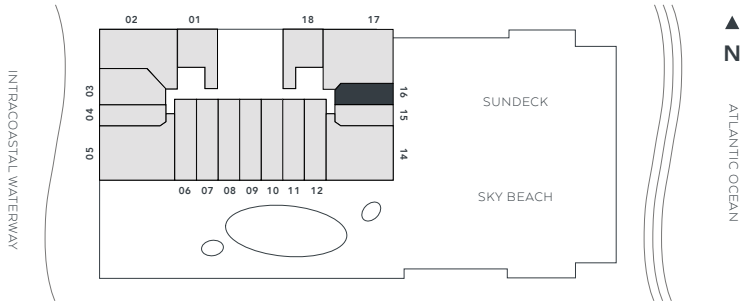 02 01 18 17
N
03
16
04
15
05
14
SUNDECK
SKY BEACH
INTRACOASTAL WATERWAY
ATLANTIC OCEAN
06 07 08 09 10 11 12